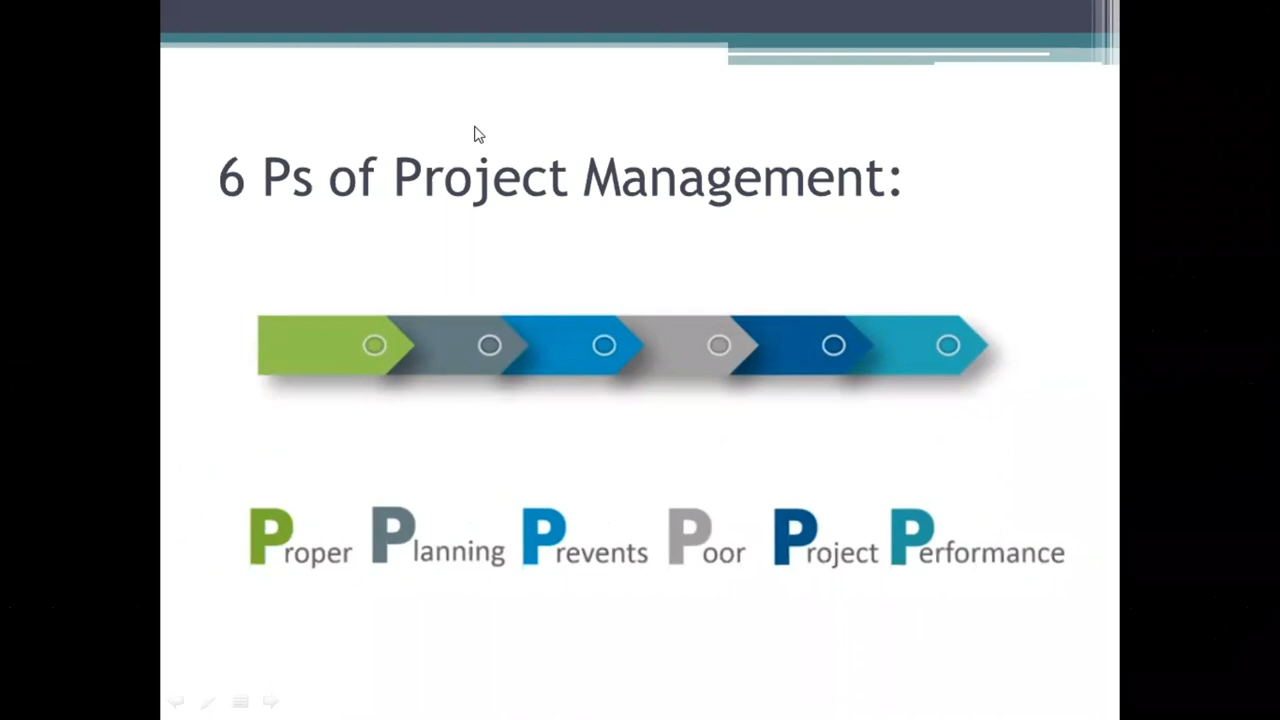 6 Ps of Project Management:
Proper Planning Prevents Poor Project Performance